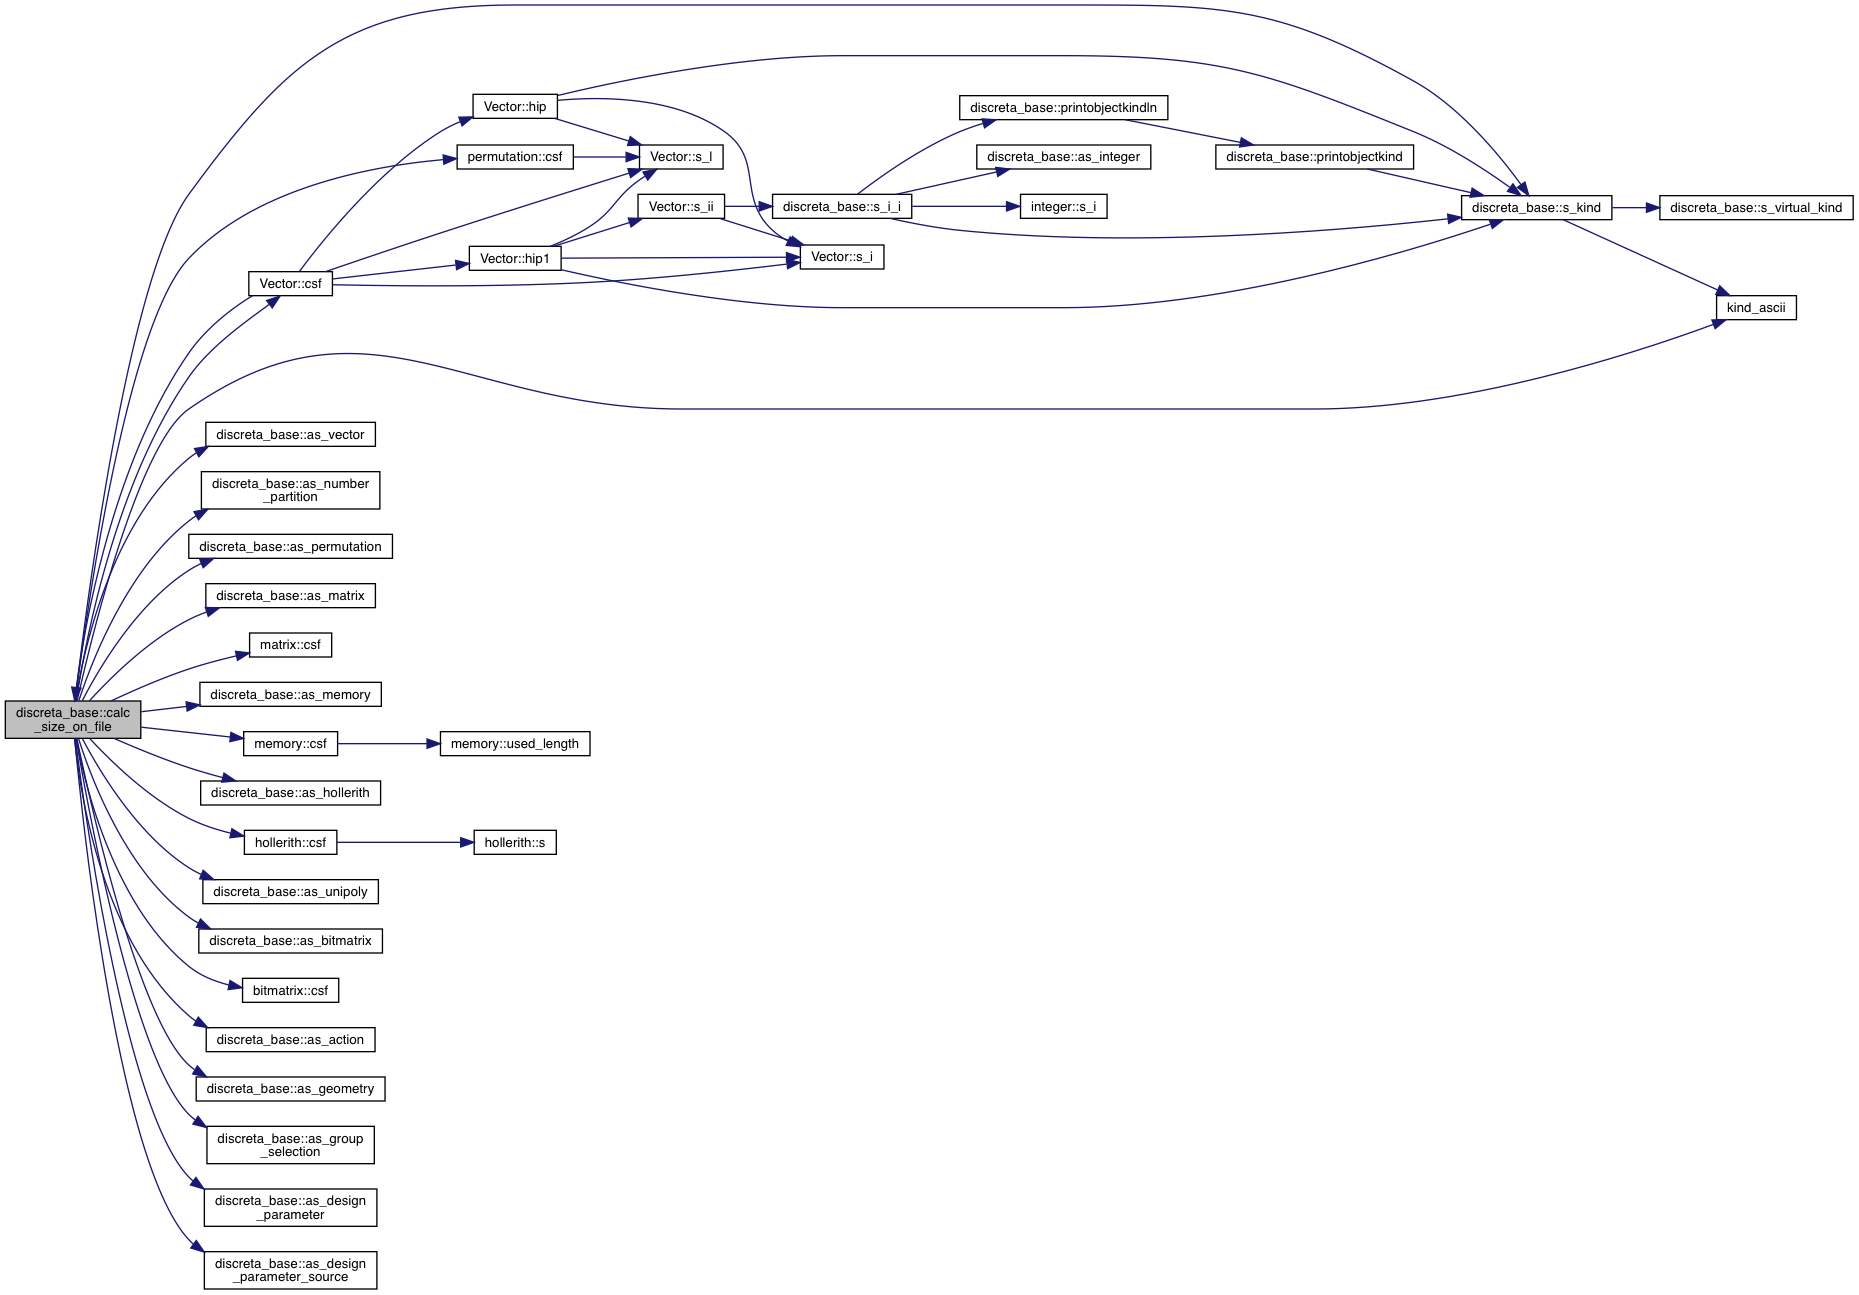 Vector::hip
discreta_base::printobjectkindln
permutation::csf
Vector::s_l
discreta_base::as_integer
discreta_base::printobjectkind
Vector::s_ii
discreta_base::s_i_i
integer::s_i
discreta_base::s_kind
discreta_base::s_virtual_kind
Vector::hip1
Vector::s_i
Vector::csf
kind_ascii
discreta_base::as_vector
discreta_base::as_number
_partition
discreta_base::as_permutation
discreta_base::as_matrix
matrix::csf
discreta_base::as_memory
discreta_base::calc
_size_on_file
memory::csf
memory::used_length
discreta_base::as_hollerith
hollerith::csf
hollerith::s
discreta_base::as_unipoly
discreta_base::as_bitmatrix
bitmatrix::csf
discreta_base::as_action
discreta_base::as_geometry
discreta_base::as_group
_selection
discreta_base::as_design
_parameter
discreta_base::as_design
_parameter_source